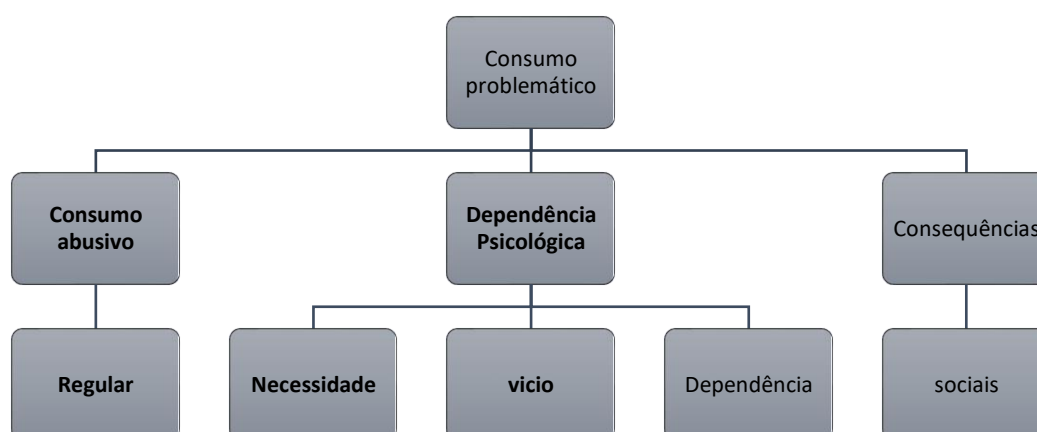 Consumo
problemático
Consumo
abusivo
Dependência
Psicológica
Consequências
Regular
Necessidade
vicio
Dependência
sociais